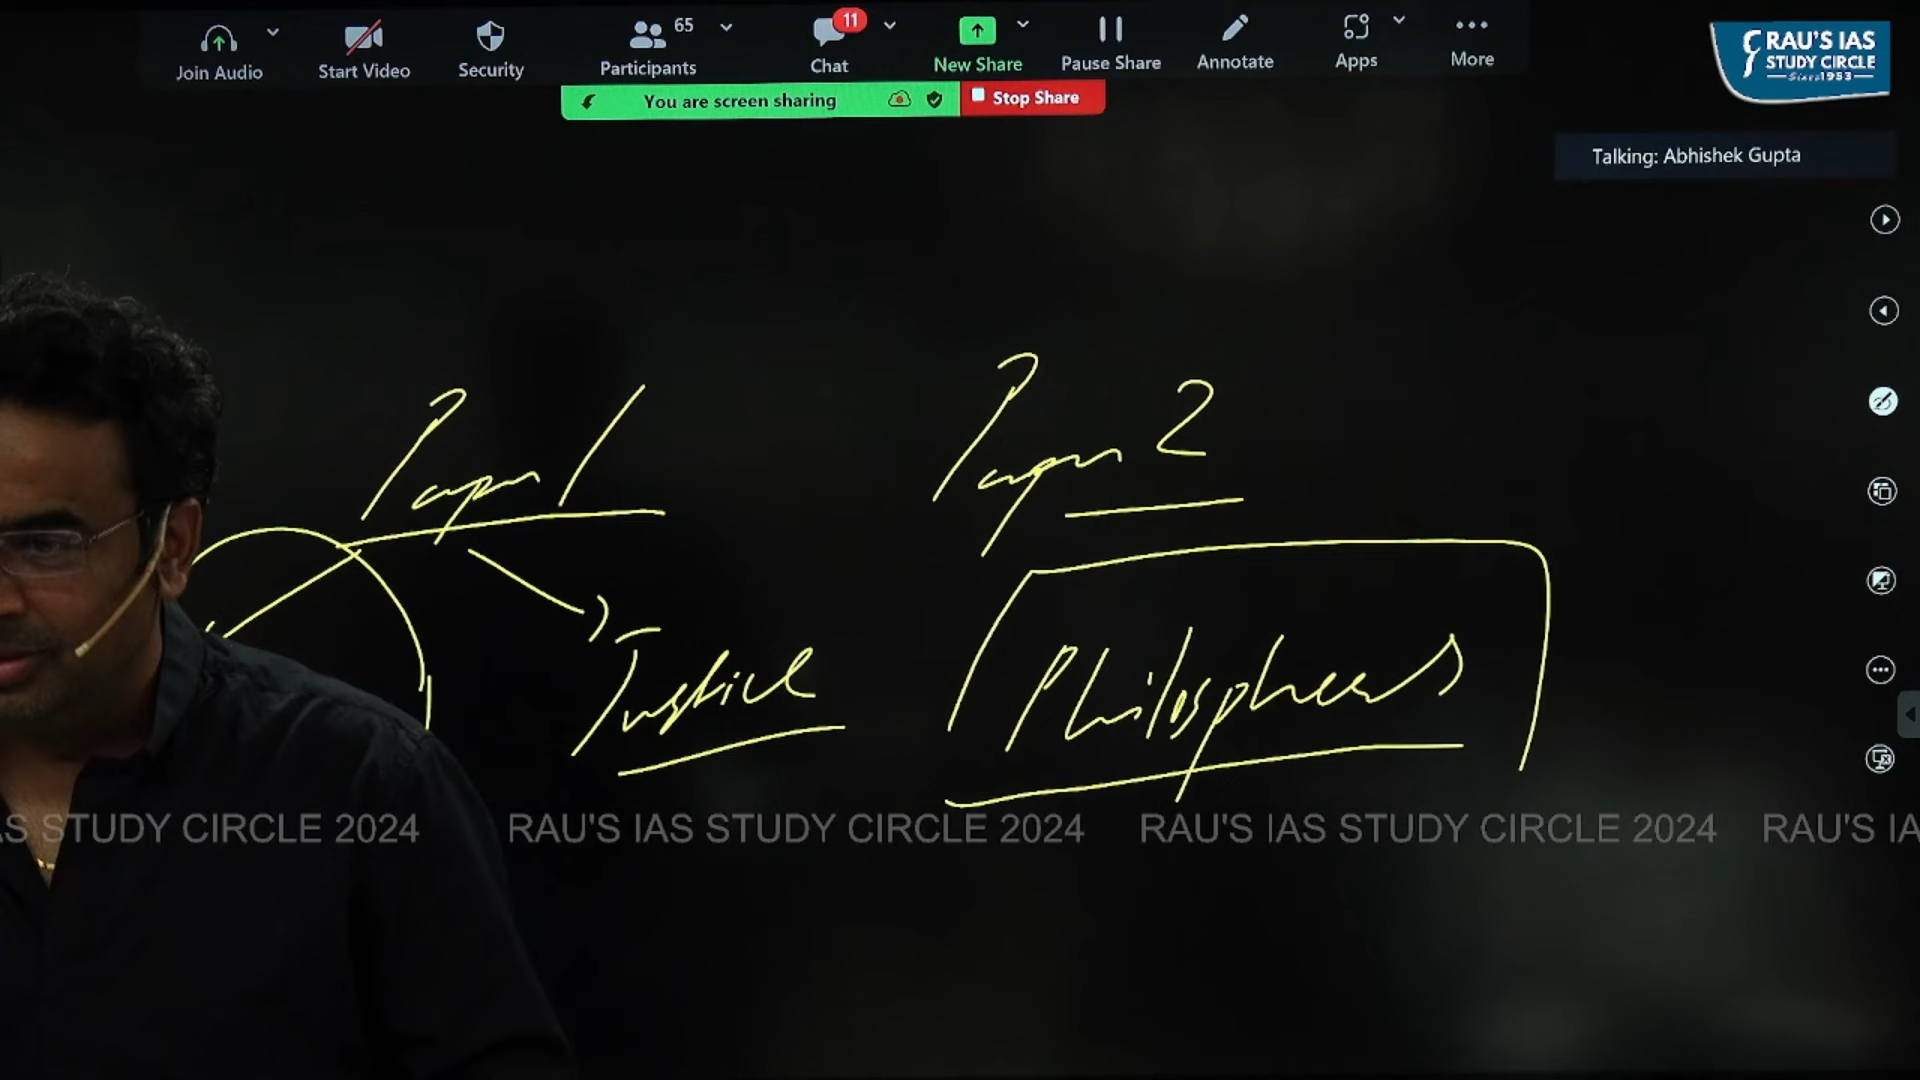 Join Audio
Start Video
Security
65
Participants
11
Chat
New Share
Pause Share
Annotate
Apps
More
RAU'S IAS
STUDY CIRCLE
Since 1953
You are screen sharing
Stop Share
Talking: Abhishek Gupta
Paper 1
Paper 2
Justice
Philosphers
AS STUDY CIRCLE 2024 RAU'S IAS STUDY CIRCLE 2024 RAU'S IAS STUDY CIRCLE 2024 RAU'S IA